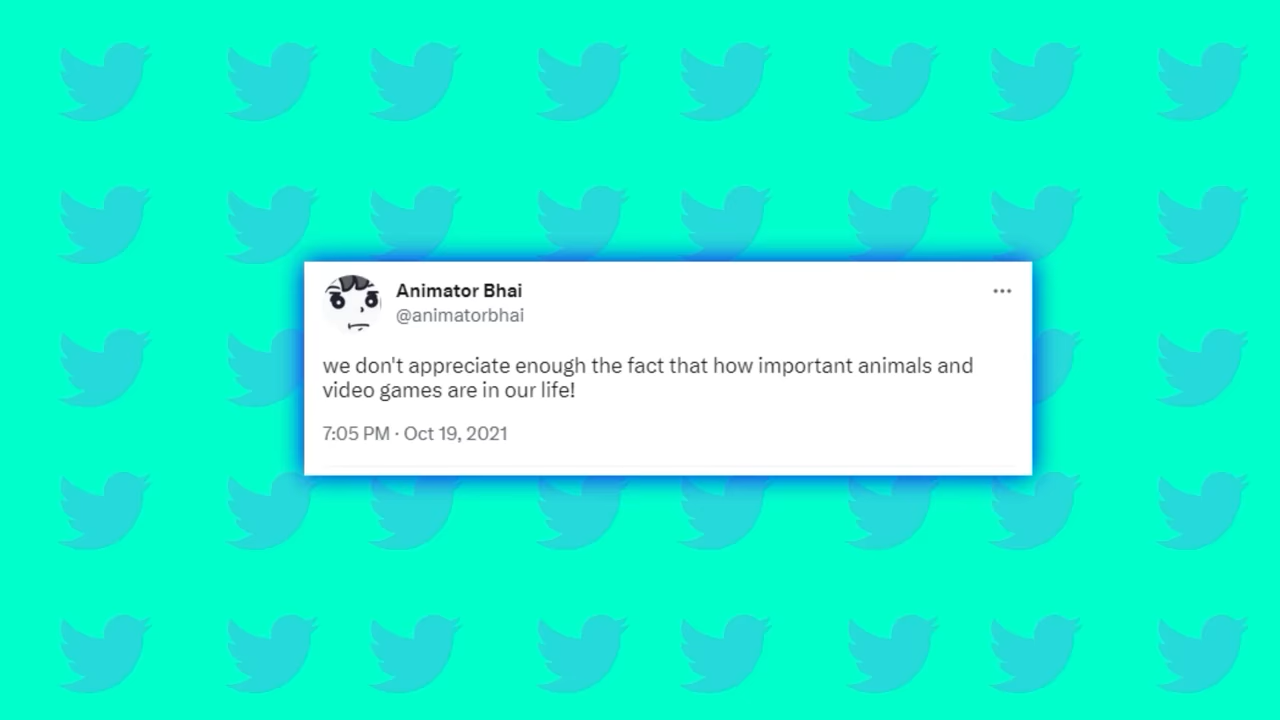 Animator Bhai
@animatorbhai
we don't appreciate enough the fact that how important animals and
video games are in our life!
7:05 PM · Oct 19, 2021